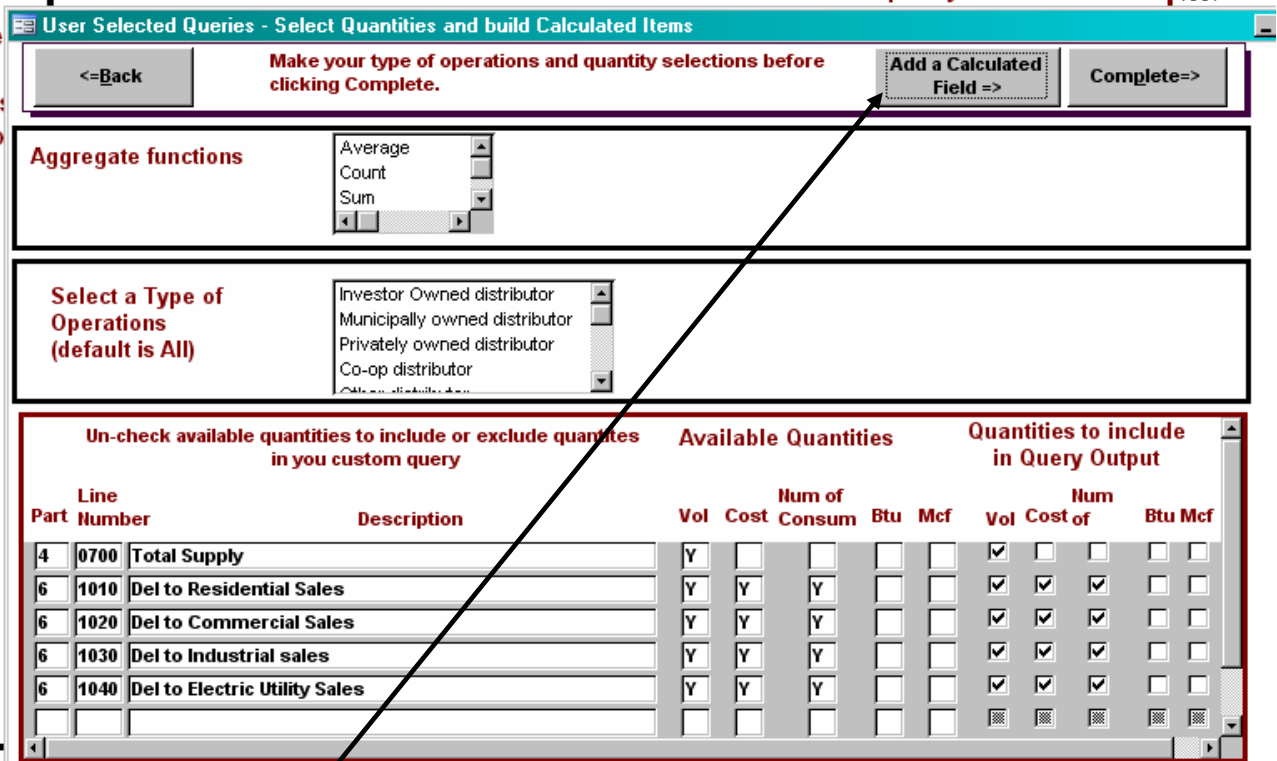 User Selected Queries - Select Quantities and build Calculated Items
<=Back
Make your type of operations and quantity selections before
clicking Complete.
Add a Calculated
Field =>
Complete=>
Aggregate functions
Average
Count
Sum
Select a Type of
Operations
(default is All)
Investor Owned distributor
Municipally owned distributor
Privately owned distributor
Co-op distributor
Un-check available quantities to include or exclude quantites
in you custom query
Available Quantities
Quantities to include
in Query Output
Part Line Number Description Vol Cost Num of Consum Btu Mcf Vol Cost Num of Btu Mcf
4 0700 Total Supply Y
6 1010 Del to Residential Sales Y Y Y
6 1020 Del to Commercial Sales Y Y Y
6 1030 Del to Industrial sales Y Y Y
6 1040 Del to Electric Utility Sales Y Y Y